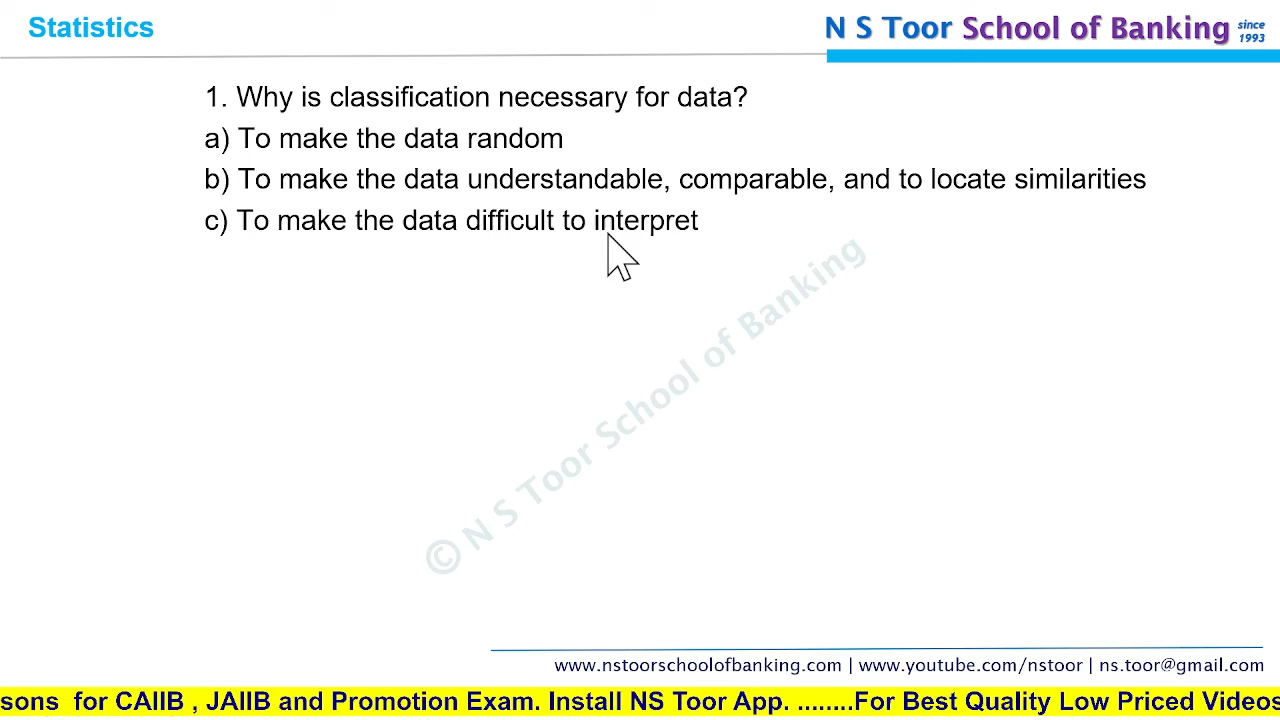 Statistics
N S Toor School of Banking since 1993
1. Why is classification necessary for data?
a) To make the data random
b) To make the data understandable, comparable, and to locate similarities
c) To make the data difficult to interpret
© N S Toor School of Banking
www.nstoorschoolofbanking.com | www.youtube.com/nstoor | ns.toor@gmail.com
sons for CAIIB , JAIIB and Promotion Exam. Install NS Toor App. ........For Best Quality Low Priced Videos